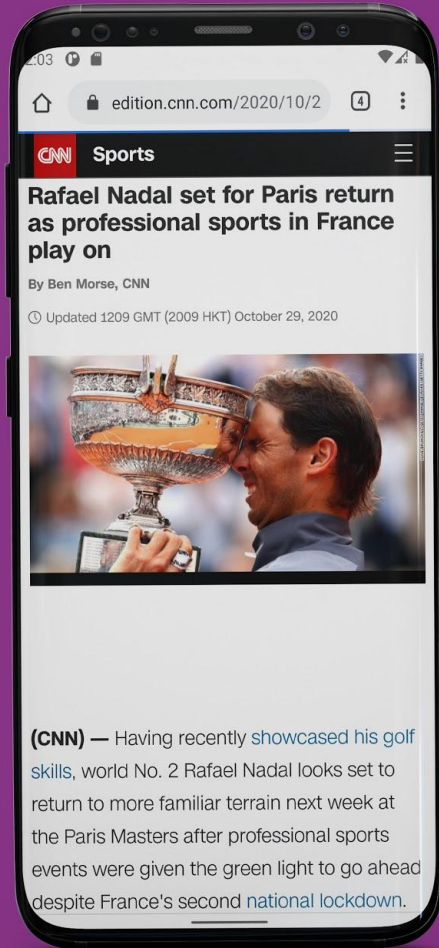 2:03
edition.cnn.com/2020/10/2
4
CNN Sports
Rafael Nadal set for Paris return
as professional sports in France
play on
By Ben Morse, CNN
Updated 1209 GMT (2009 HKT) October 29, 2020
(CNN) — Having recently showcased his golf
skills, world No. 2 Rafael Nadal looks set to
return to more familiar terrain next week at
the Paris Masters after professional sports
events were given the green light to go ahead
despite France's second national lockdown.